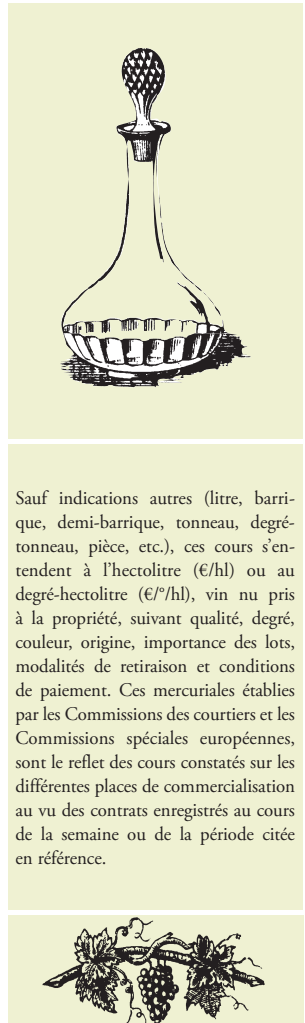 Sauf indications autres (litre, barri-
que, demi-barrique, tonneau, degré-
tonneau, pièce, etc.), ces cours s’en-
tendent à l’hectolitre (€/hl) ou au
degré-hectolitre (€/°/hl), vin nu pris
à la propriété, suivant qualité, degré,
couleur, origine, importance des lots,
modalités de retiraison et conditions
de paiement. Ces mercuriales établies
par les Commissions des courtiers et les
Commissions spéciales européennes,
sont le reflet des cours constatés sur les
différentes places de commercialisation
au vu des contrats enregistrés au cours
de la semaine ou de la période citée
en référence.